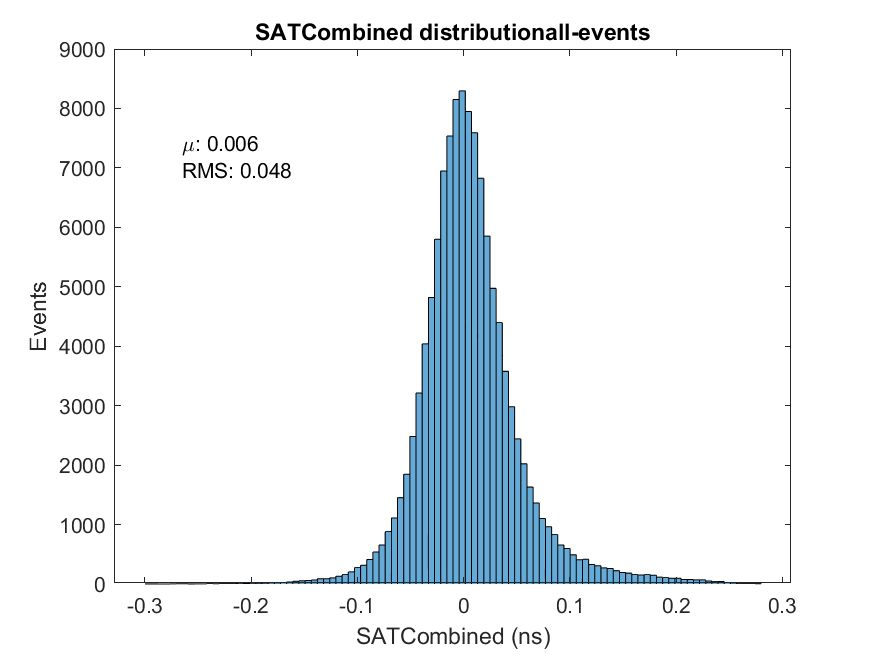 SATCombined distributionall-events
9000
8000
7000
6000
5000
4000
3000
2000
1000
0
Events
μ: 0.006
RMS: 0.048
-0.3 -0.2 -0.1 0 0.1 0.2 0.3
SATCombined (ns)